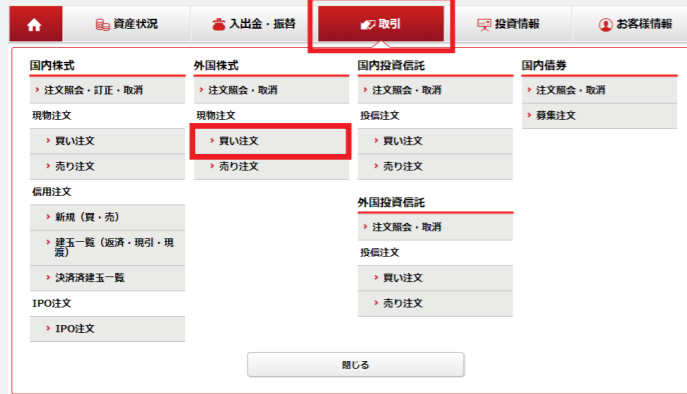 資産状況
入出金・振替
取引
投資情報
お客様情報
国内株式
注文照会・訂正・取消
現物注文
買い注文
売り注文
信用注文
新規（買・売）
建玉一覧（返済・現引・現
渡）
決済済建玉一覧
IPO注文
IPO注文
外国株式
注文照会・取消
現物注文
買い注文
売り注文
国内投資信託
注文照会・取消
投信注文
買い注文
売り注文
外国投資信託
注文照会・取消
投信注文
買い注文
売り注文
国内債券
注文照会・取消
募集注文
閉じる